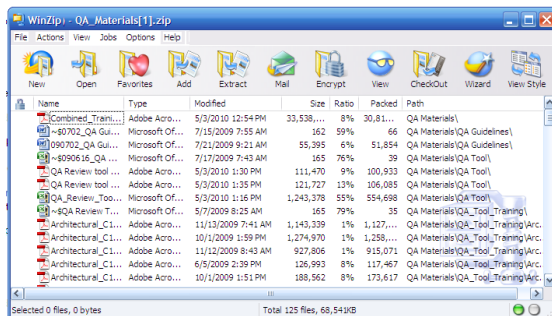 WinZip - QA_Materials[1].zip
File Actions View Jobs Options Help
New Open Favorites Add Extract Mail Encrypt View CheckOut Wizard View Style
Name Type Modified Size Ratio Packed Path
Combined_Traini... Adobe Acro... 5/3/2010 12:54 PM 33,538,... 8% 30,81... QA Materials\
~$0702_QA Gui... Microsoft Of... 7/15/2009 7:55 AM 162 59% 66 QA Materials\QA Guidelines\
090702_QA Gui... Microsoft Of... 7/21/2009 9:21 AM 55,395 6% 51,854 QA Materials\QA Guidelines\
~$090616_QA ... Microsoft Of... 7/17/2009 7:43 AM 165 76% 39 QA Materials\QA Tool\
QA Review tool ... Adobe Acro... 5/3/2010 1:30 PM 111,470 9% 100,933 QA Materials\QA Tool\
QA Review tool ... Adobe Acro... 5/3/2010 1:35 PM 121,727 13% 106,085 QA Materials\QA Tool\
QA_Review_Too... Microsoft Of... 5/3/2010 1:16 PM 1,243,378 55% 554,698 QA Materials\QA Tool\
~$QA Review T... Microsoft Of... 5/7/2009 8:25 AM 165 79% 35 QA Materials\QA_Tool_Training\
Architectural_C1... Adobe Acro... 11/13/2009 7:41 AM 1,143,339 1% 1,127,... QA Materials\QA_Tool_Training\Arc.
Architectural_C1... Adobe Acro... 10/1/2009 1:59 PM 1,274,970 1% 1,258,... QA Materials\QA_Tool_Training\Arc.
Architectural_C1... Adobe Acro... 11/12/2009 8:43 AM 927,806 1% 915,071 QA Materials\QA_Tool_Training\Arc.
Architectural_C1... Adobe Acro... 6/5/2009 2:39 PM 126,993 8% 117,467 QA Materials\QA_Tool_Training\Arc.
Architectural_C1... Adobe Acro... 10/1/2009 1:51 PM 188,562 8% 173,617 QA Materials\QA_Tool_Training\Arc.
Selected 0 files, 0 bytes Total 125 files, 68,541KB